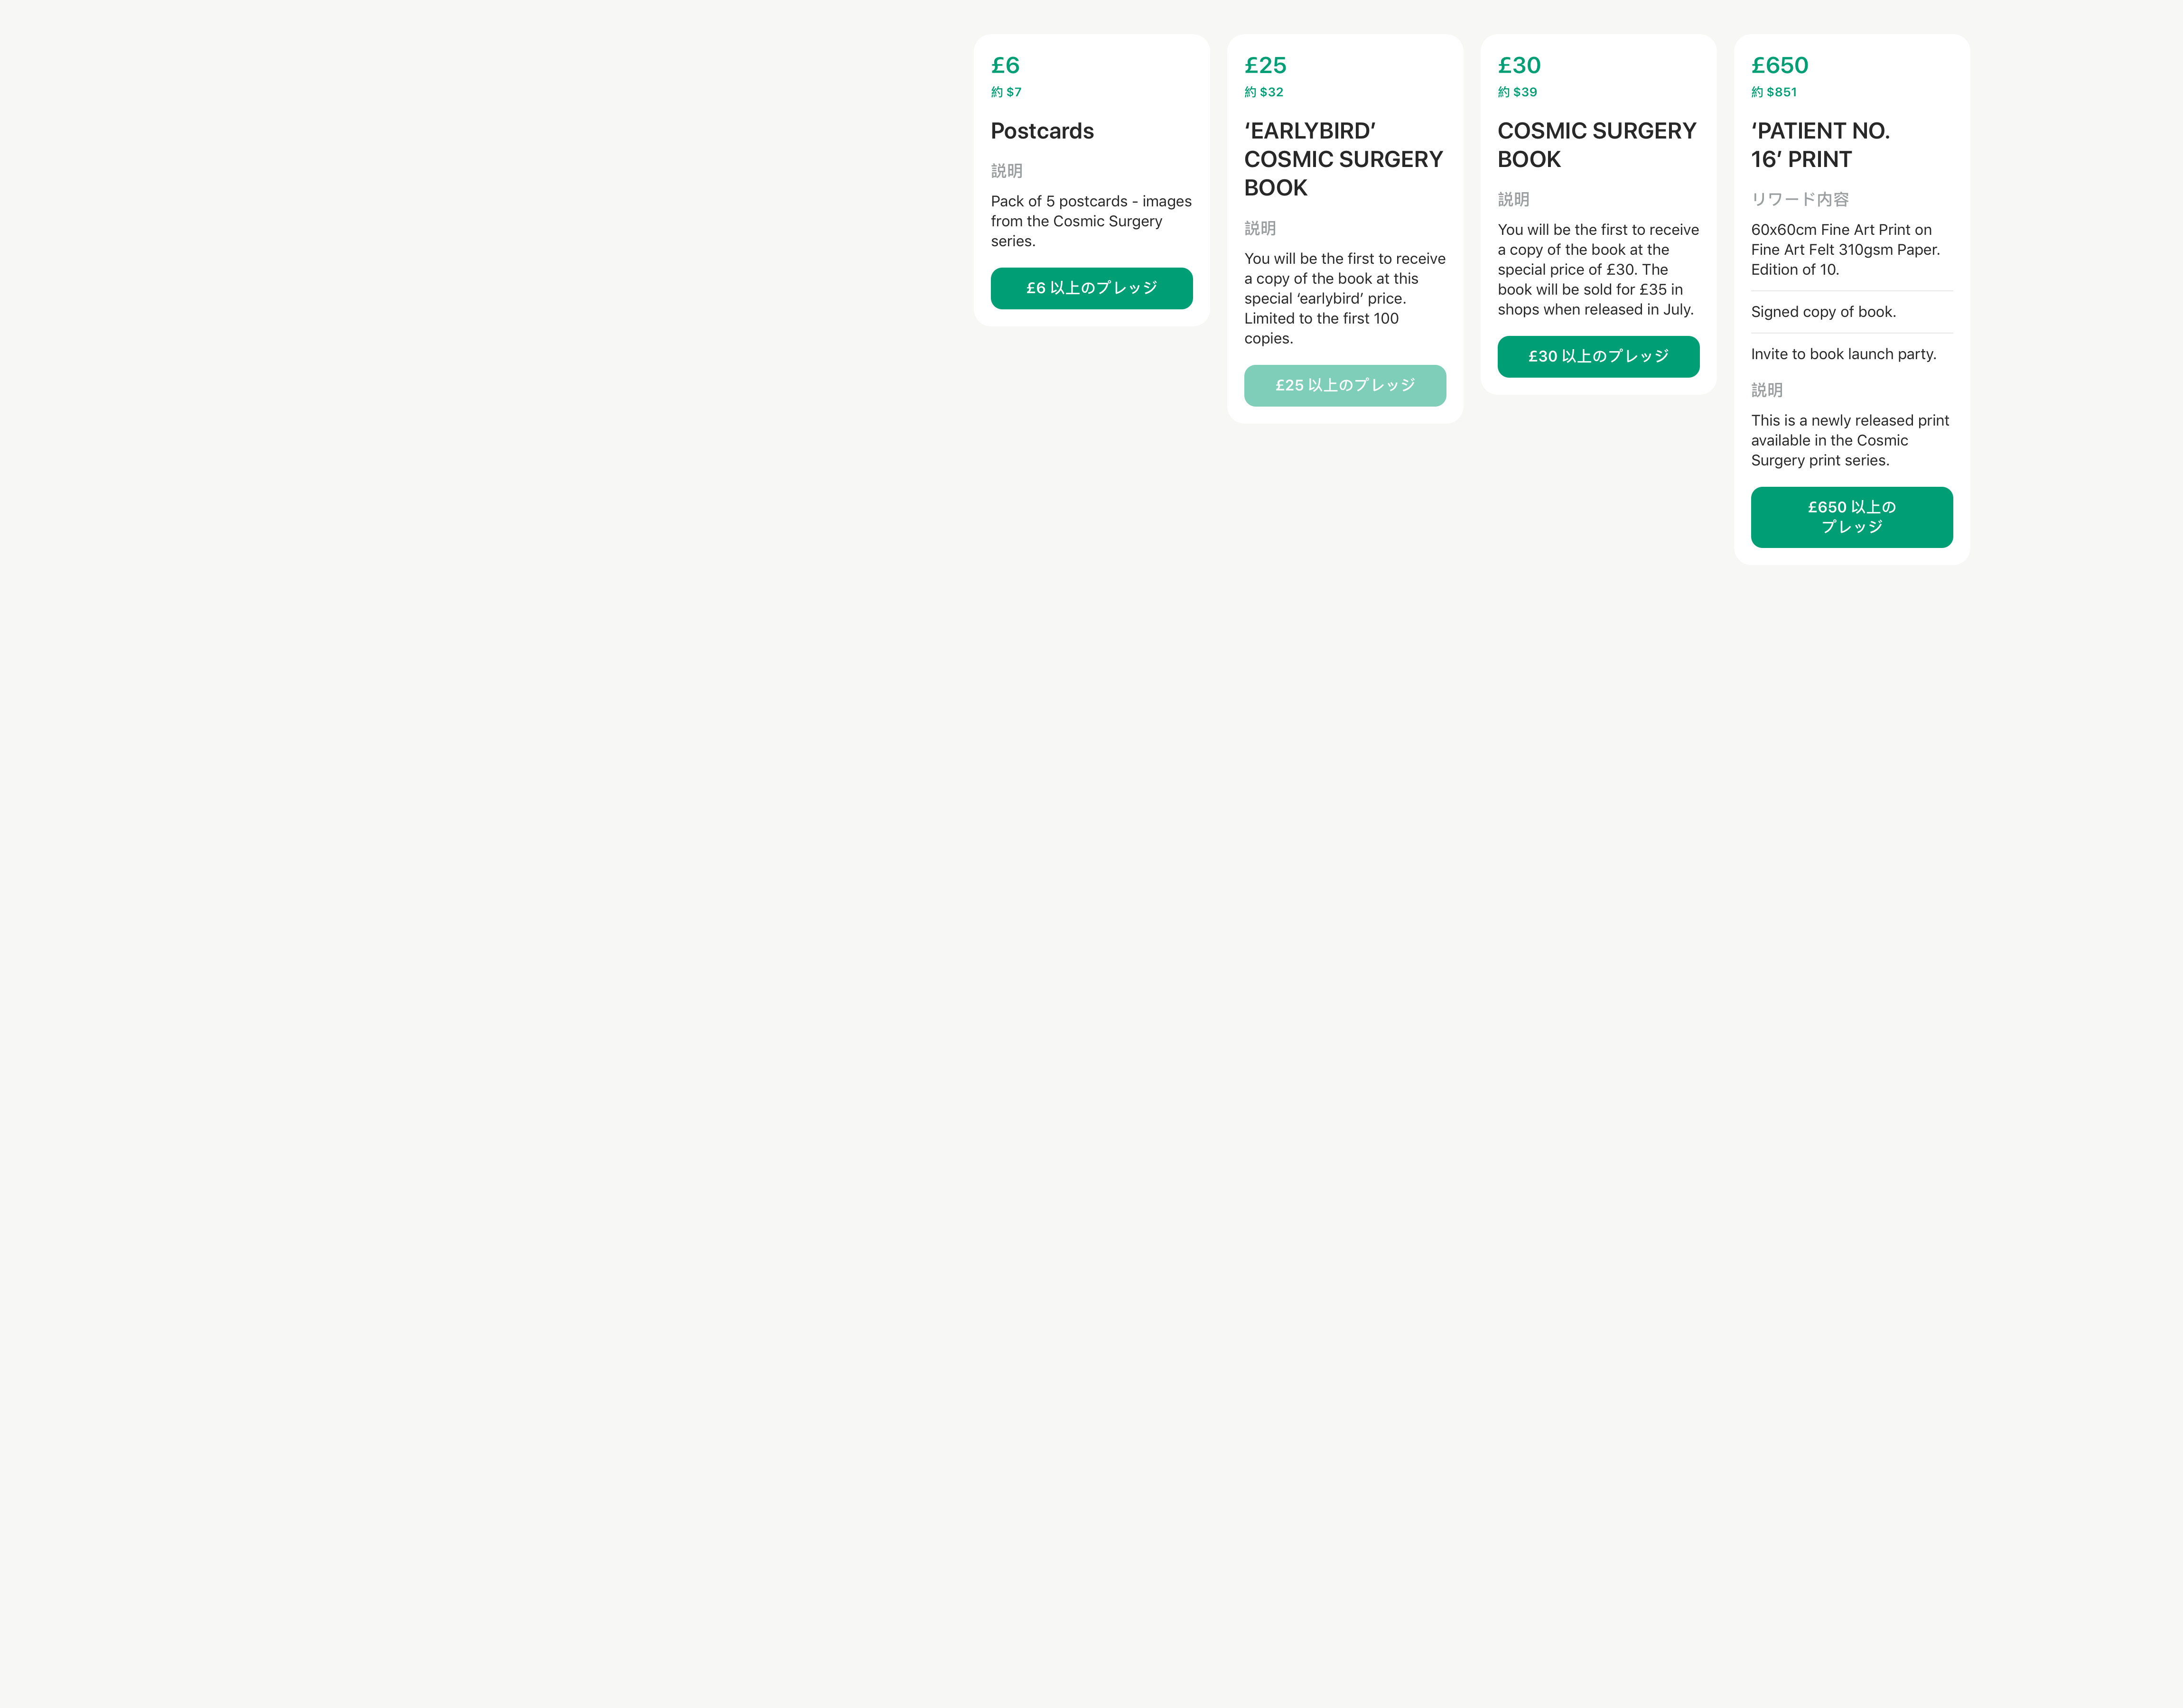 £6
約 $7
Postcards
説明
Pack of 5 postcards - images
from the Cosmic Surgery
series.
£6 以上のプレッジ
£25
約 $32
‘EARLYBIRD’
COSMIC SURGERY
BOOK
説明
You will be the first to receive
a copy of the book at this
special ‘earlybird’ price.
Limited to the first 100
copies.
£25 以上のプレッジ
£30
約 $39
COSMIC SURGERY
BOOK
説明
You will be the first to receive
a copy of the book at the
special price of £30. The
book will be sold for £35 in
shops when released in July.
£30 以上のプレッジ
£650
約 $851
‘PATIENT NO.
16’ PRINT
リワード内容
60x60cm Fine Art Print on
Fine Art Felt 310gsm Paper.
Edition of 10.
Signed copy of book.
Invite to book launch party.
説明
This is a newly released print
available in the Cosmic
Surgery print series.
£650 以上の
プレッジ